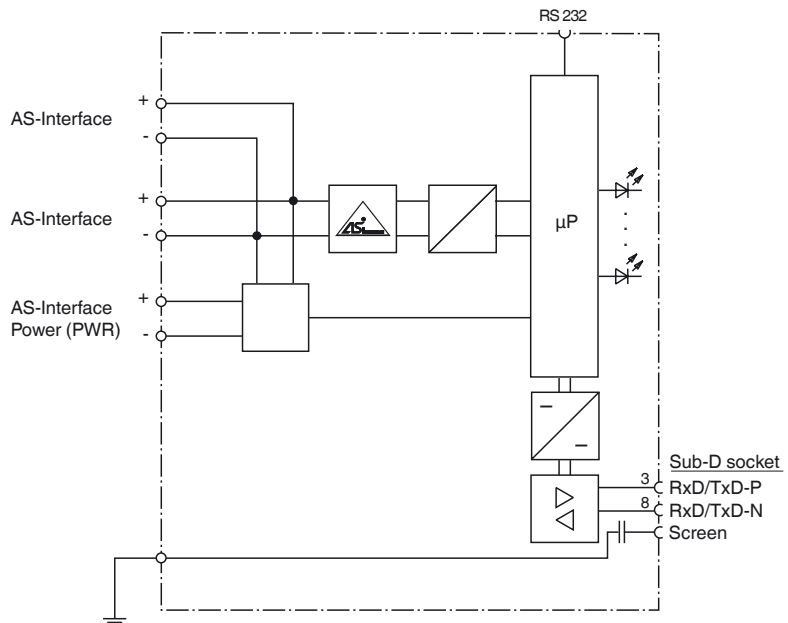 RS 232
+
AS-Interface
-
+
AS-Interface
-
AS-i
µP
+
AS-Interface
Power (PWR)
-
Sub-D socket
3 RxD/TxD-P
8 RxD/TxD-N
Screen